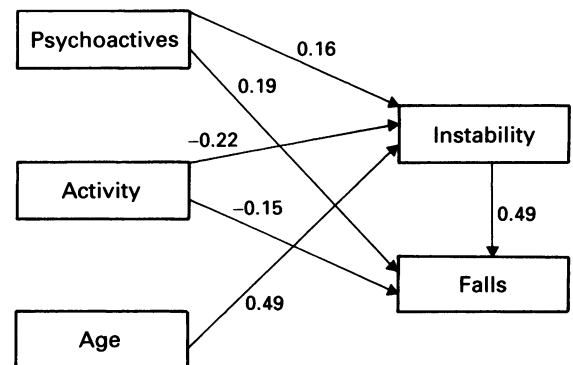 Psychoactives
0.16
0.19
Instability
−0.22
Activity
−0.15
0.49
Falls
0.49
Age